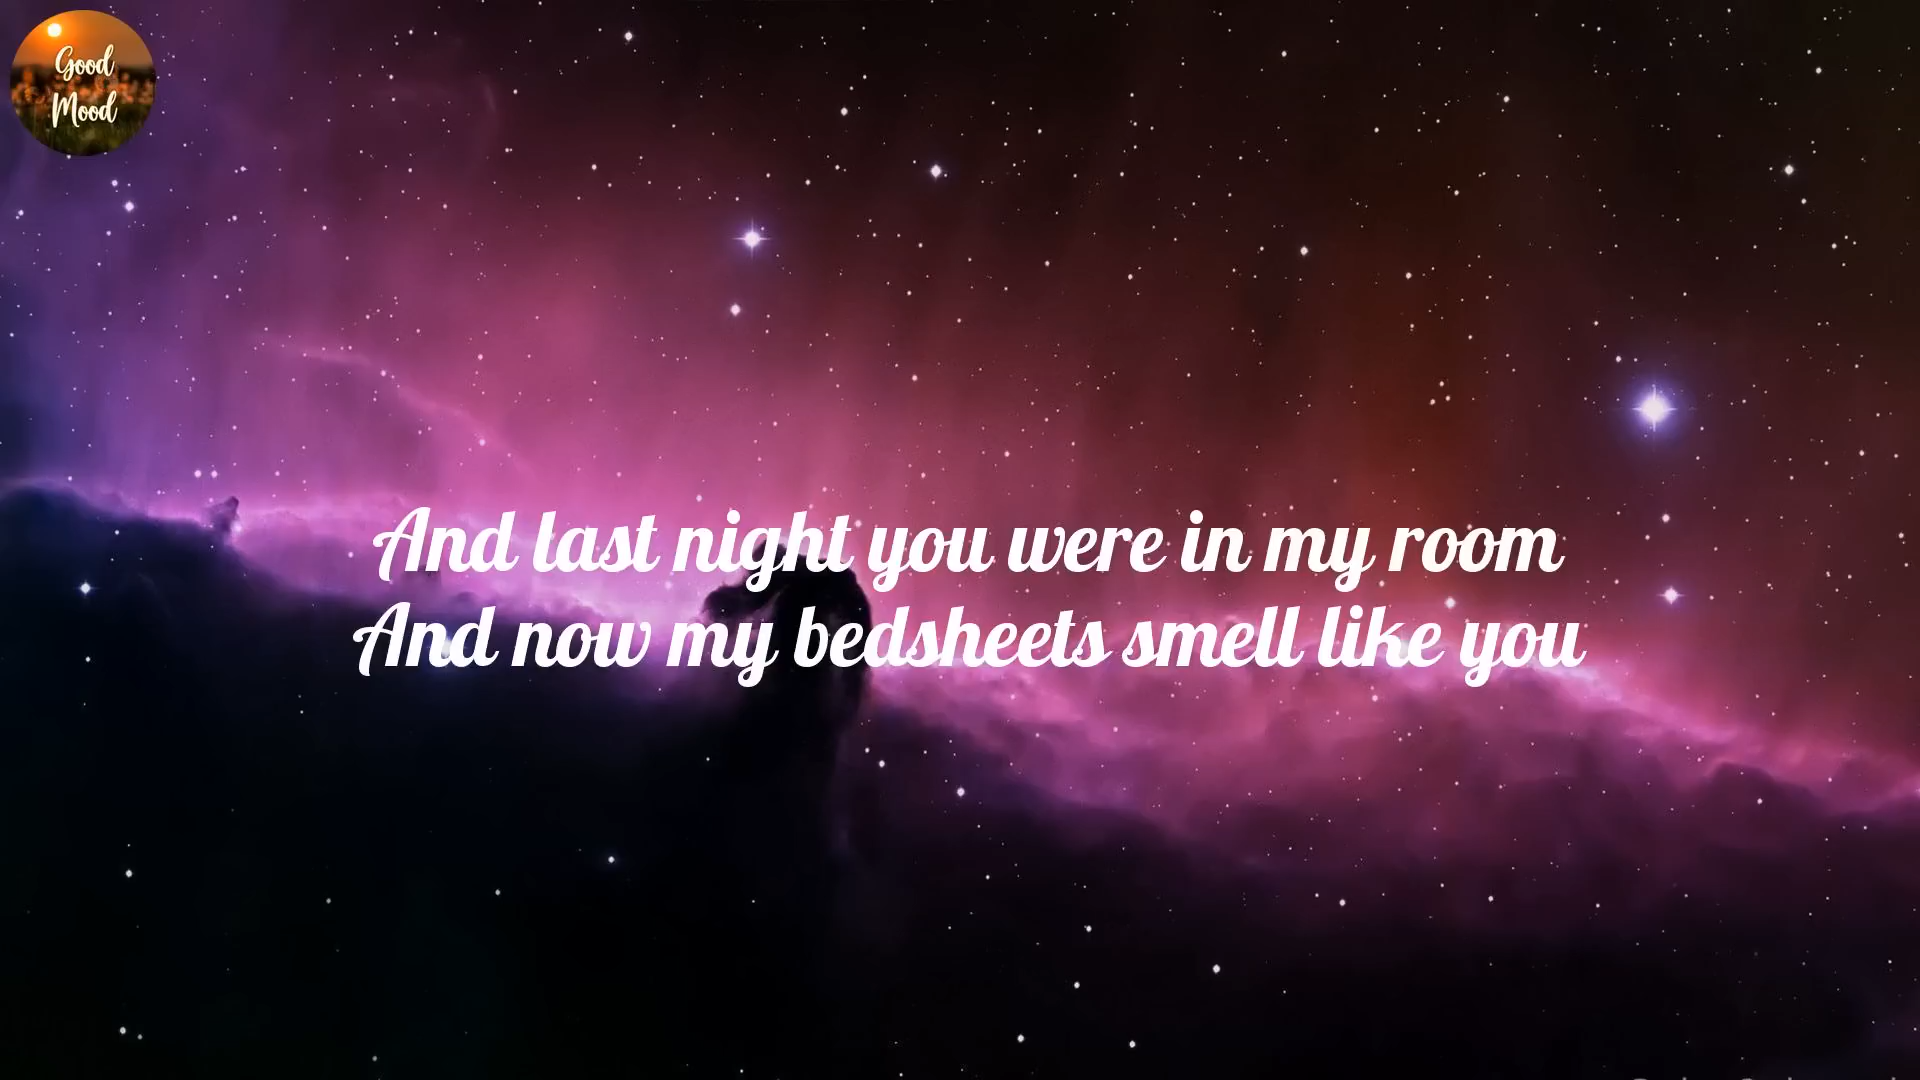 Good
Mood
And last night you were in my room
And now my bedsheets smell like you